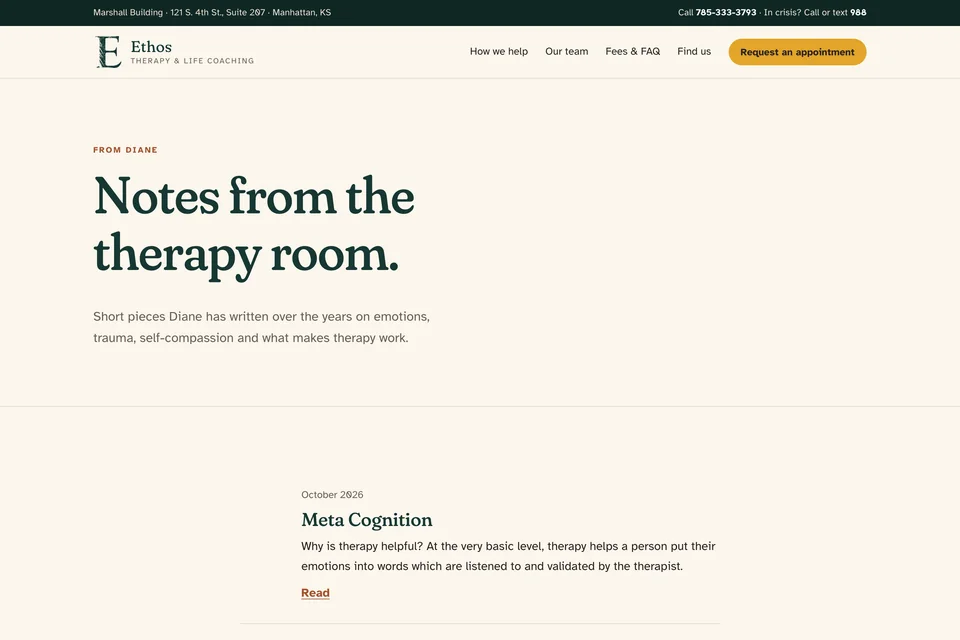 Marshall Building · 121 S. 4th St., Suite 207 · Manhattan, KS
Call 785-333-3793 · In crisis? Call or text 988
E
Ethos
THERAPY & LIFE COACHING
How we help
Our team
Fees & FAQ
Find us
Request an appointment
FROM DIANE
Notes from the
therapy room.
Short pieces Diane has written over the years on emotions,
trauma, self-compassion and what makes therapy work.
October 2026
Meta Cognition
Why is therapy helpful? At the very basic level, therapy helps a person put their
emotions into words which are listened to and validated by the therapist.
Read